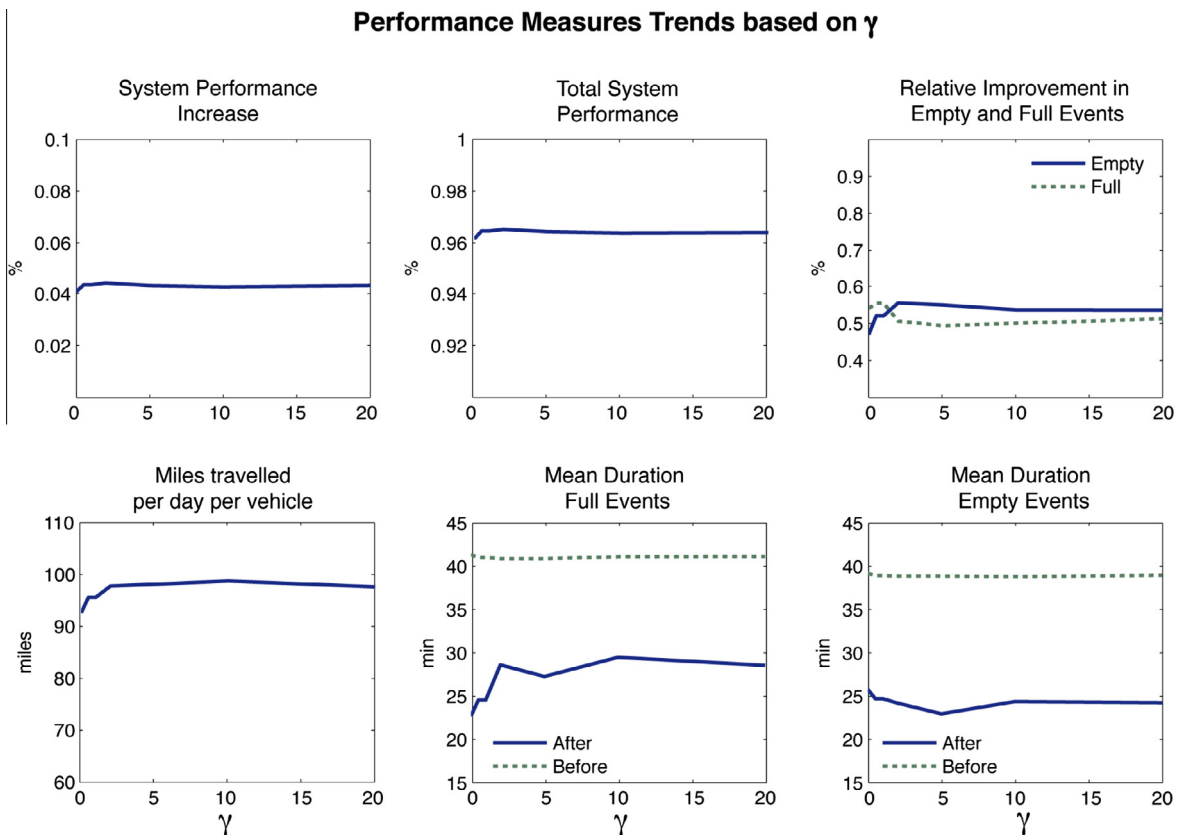 Performance Measures Trends based on γ
System Performance
Increase
0.1
0.08
0.06
0.04
0.02
%
0 5 10 15 20
Total System
Performance
1
0.98
0.96
0.94
0.92
%
0 5 10 15 20
Relative Improvement in
Empty and Full Events
0.9
0.8
0.7
0.6
0.5
0.4
%
Empty
Full
0 5 10 15 20
Miles travelled
per day per vehicle
110
100
90
80
70
60
miles
0 5 10 15 20
γ
Mean Duration
Full Events
45
40
35
30
25
20
15
min
After
Before
0 5 10 15 20
γ
Mean Duration
Empty Events
45
40
35
30
25
20
15
min
After
Before
0 5 10 15 20
γ